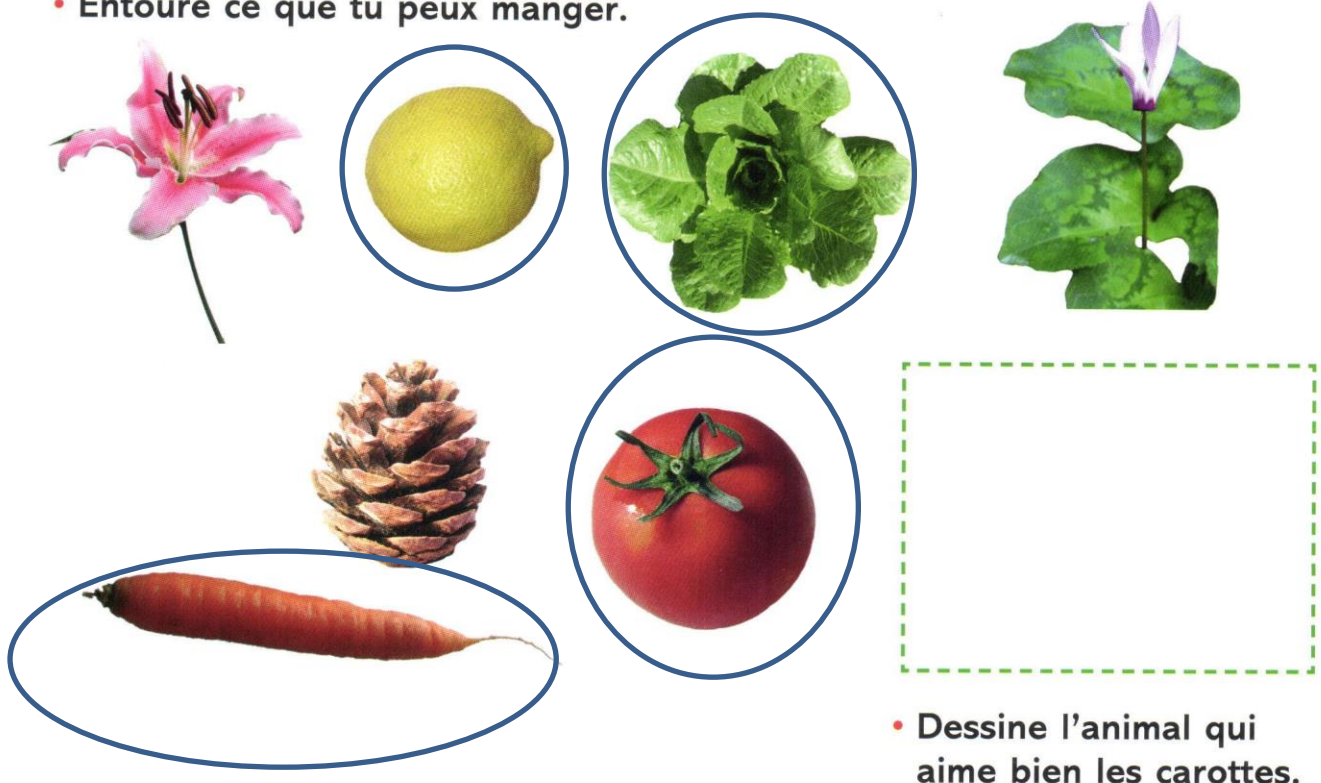 • Entoure ce que tu peux manger.
• Dessine l'animal qui
aime bien les carottes.